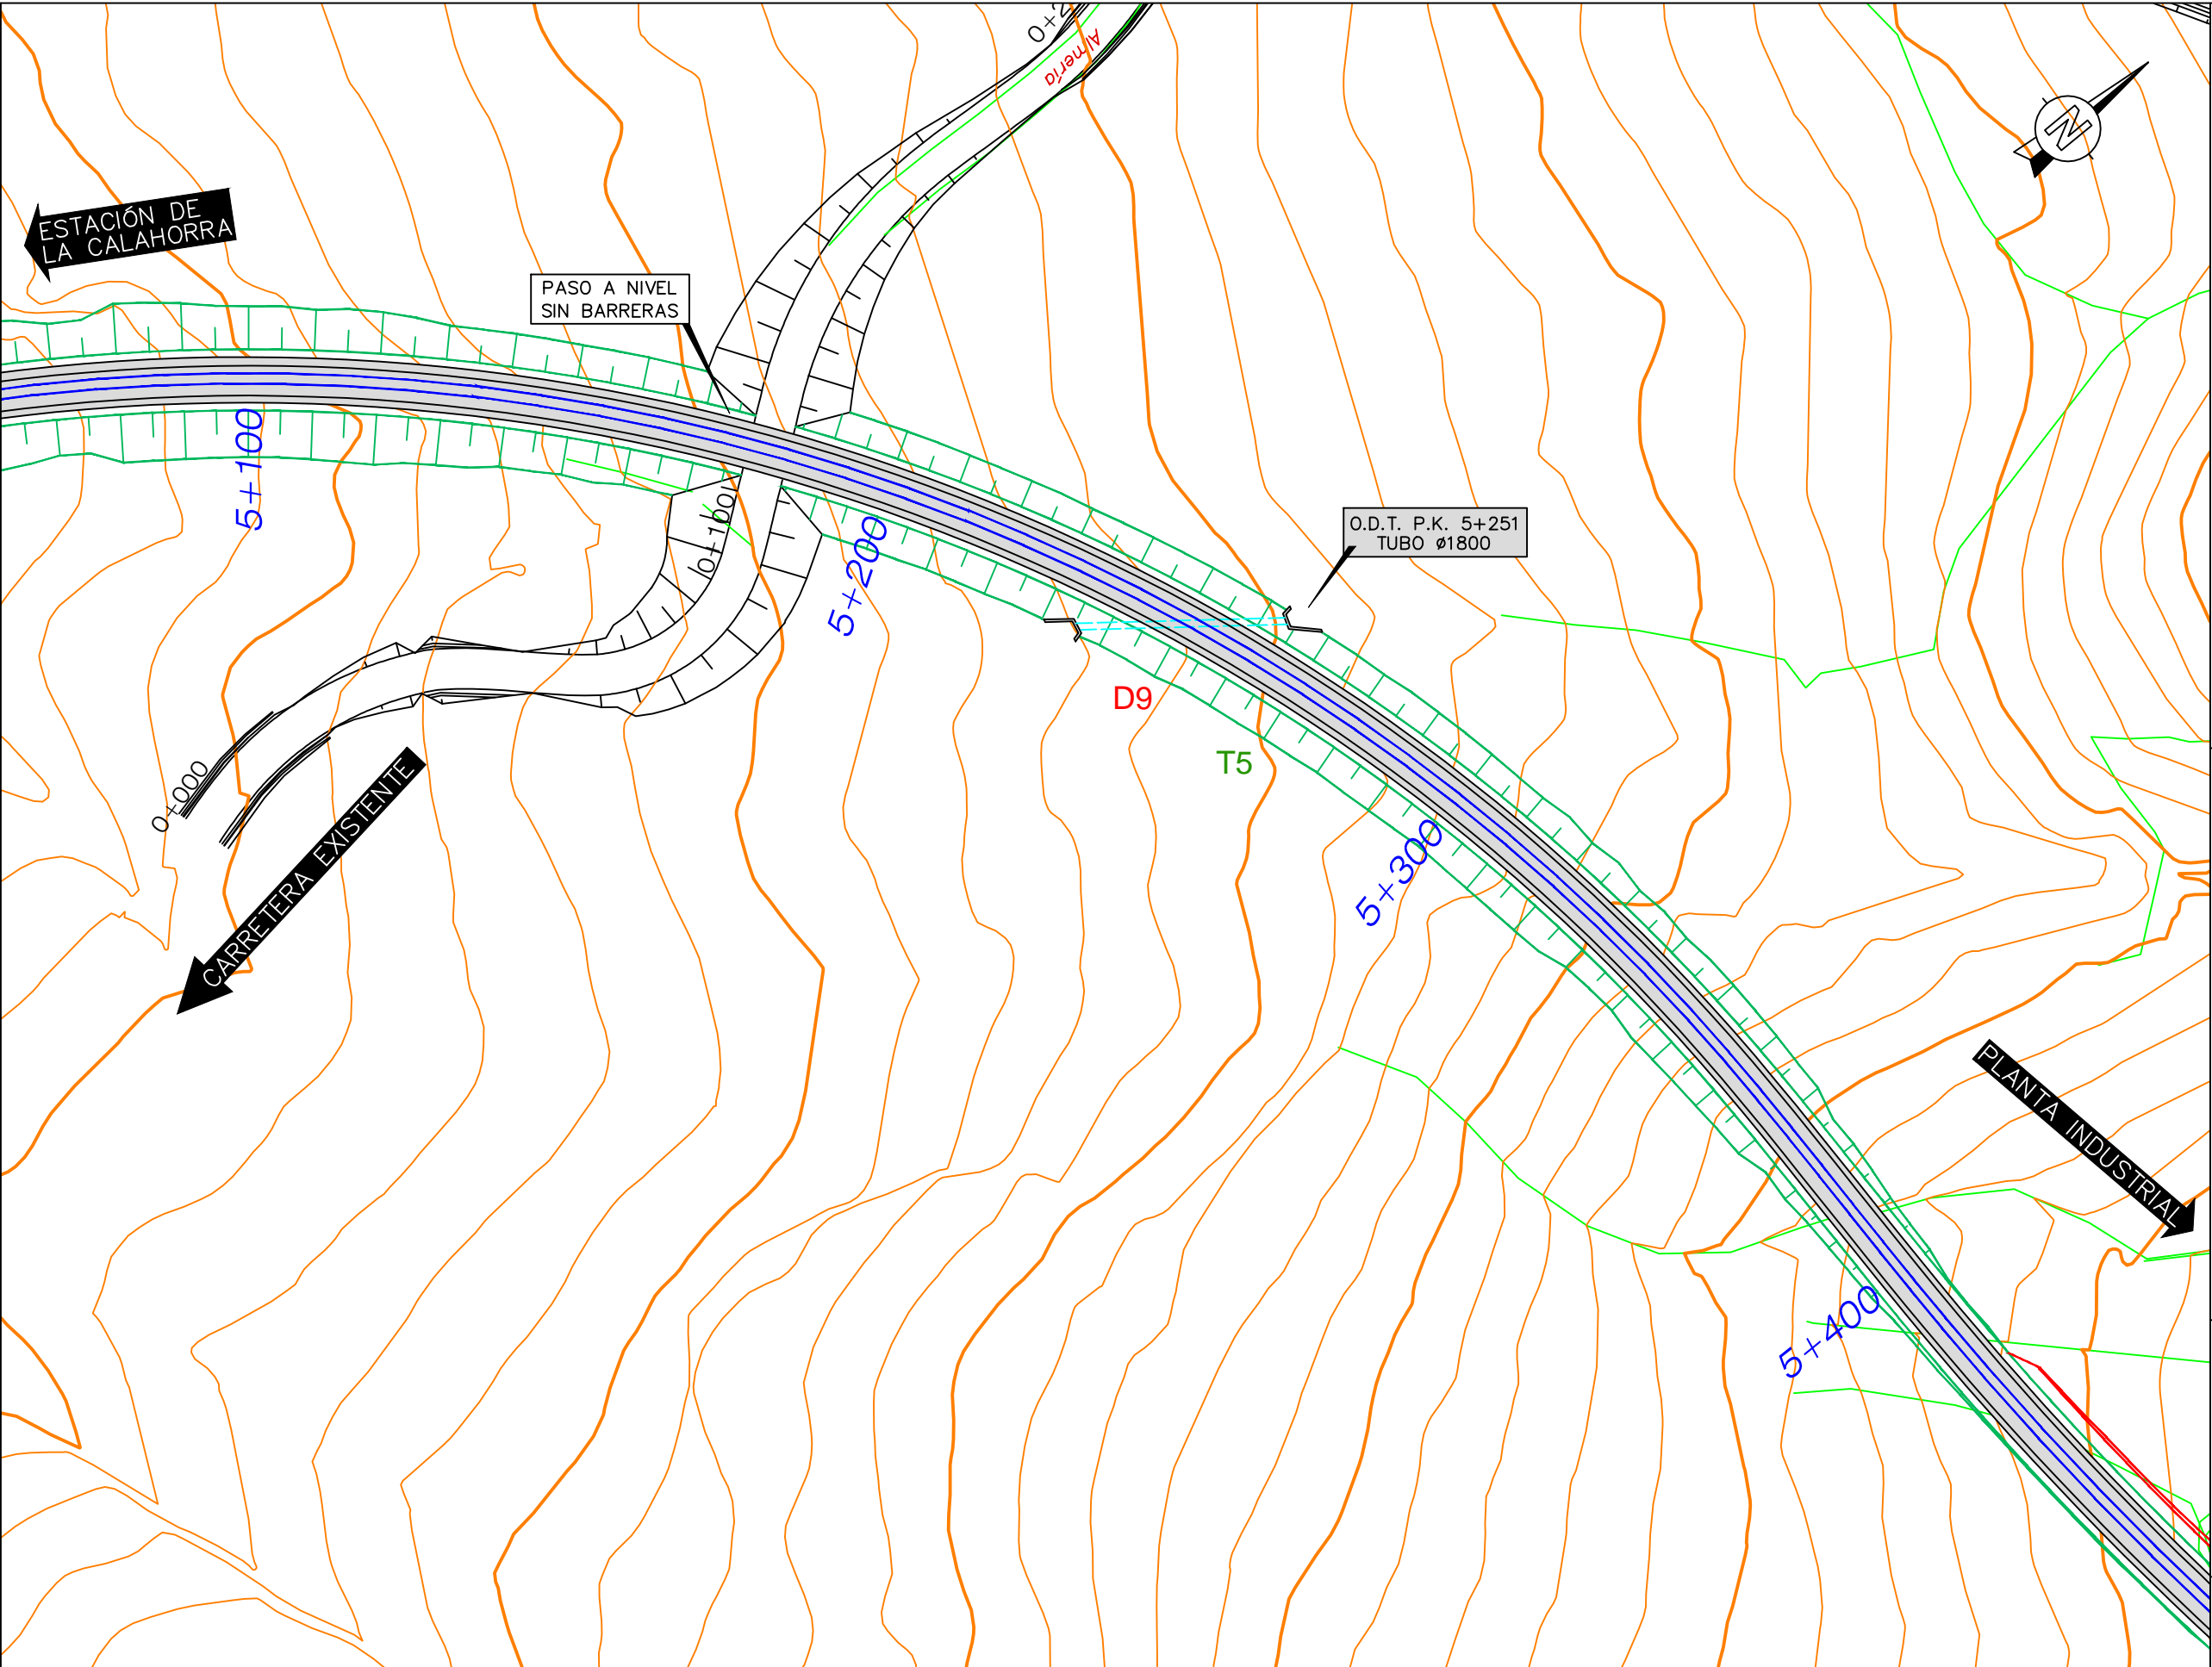 Almería
N
ESTACIÓN DE
LA CALAHORRA
PASO A NIVEL
SIN BARRERAS
5+100
0+100
5+200
O.D.T. P.K. 5+251
TUBO ø1800
D9
T5
0+000
CARRETERA EXISTENTE
5+300
PLANTA INDUSTRIAL
5+400